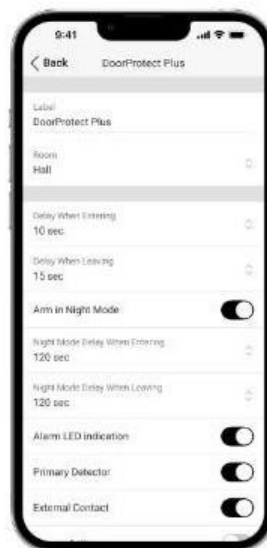 9:41
Back DoorProtect Plus
Label
DoorProtect Plus
Room
Hall
Delay When Entering
10 sec
Delay When Leaving
15 sec
Arm in Night Mode
Night Mode Delay When Entering
120 sec
Night Mode Delay When Leaving
120 sec
Alarm LED indication
Primary Detector
External Contact